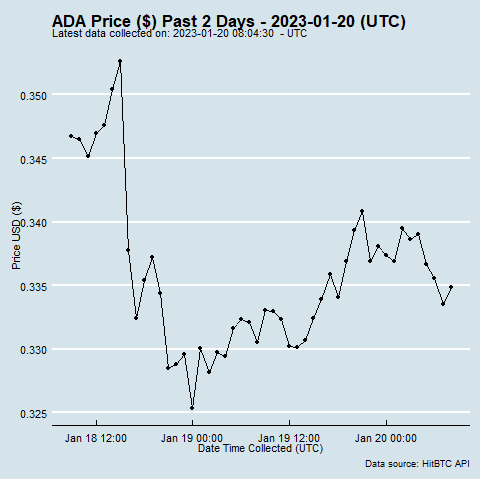 ADA Price ($) Past 2 Days - 2023-01-20 (UTC)
Latest data collected on: 2023-01-20 08:04:30  - UTC
Price USD ($)
0.350
0.345
0.340
0.335
0.330
0.325
Jan 18 12:00 Jan 19 00:00 Jan 19 12:00 Jan 20 00:00
Date Time Collected (UTC)
Data source: HitBTC API